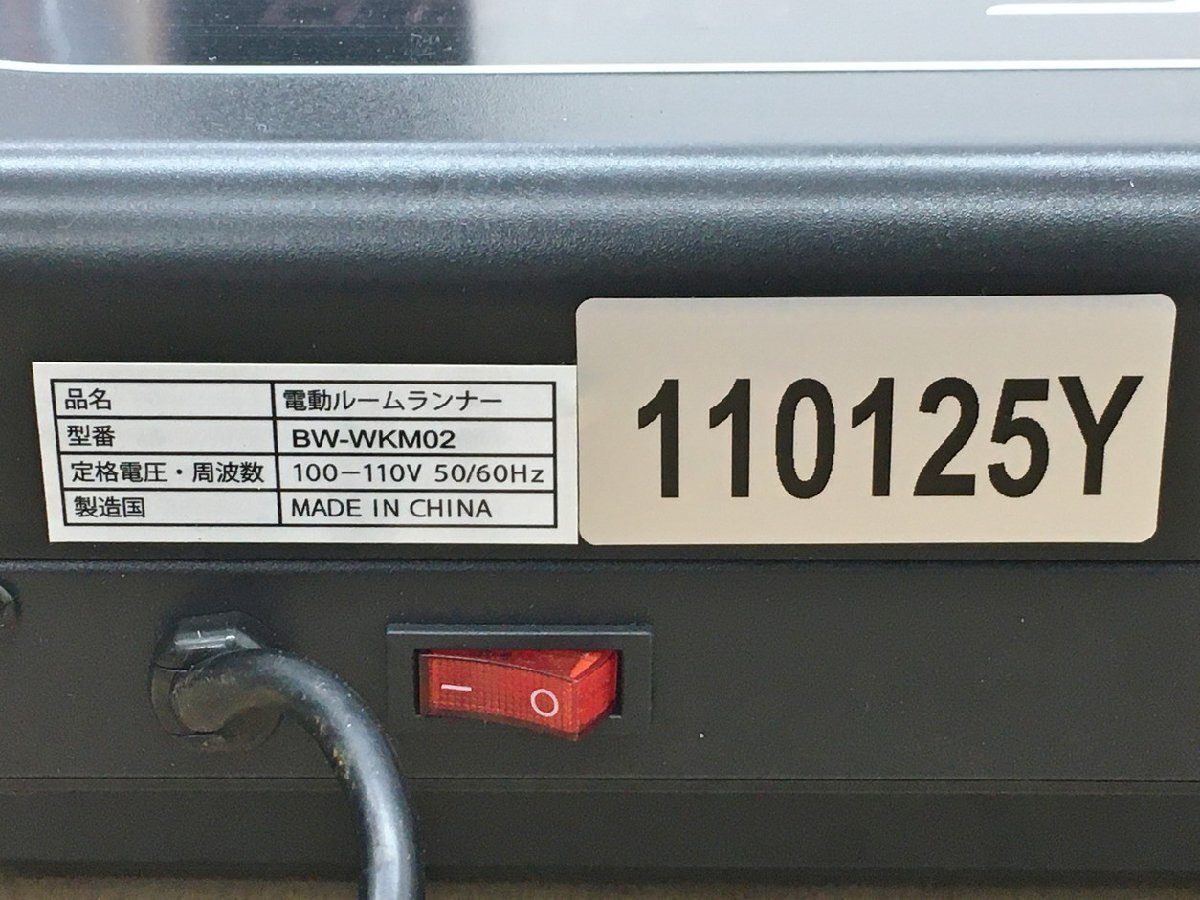 品名 電動ルームランナー
型番 BW-WKM02
定格電圧・周波数 100－110V 50/60Hz
製造国 MADE IN CHINA
110125Y